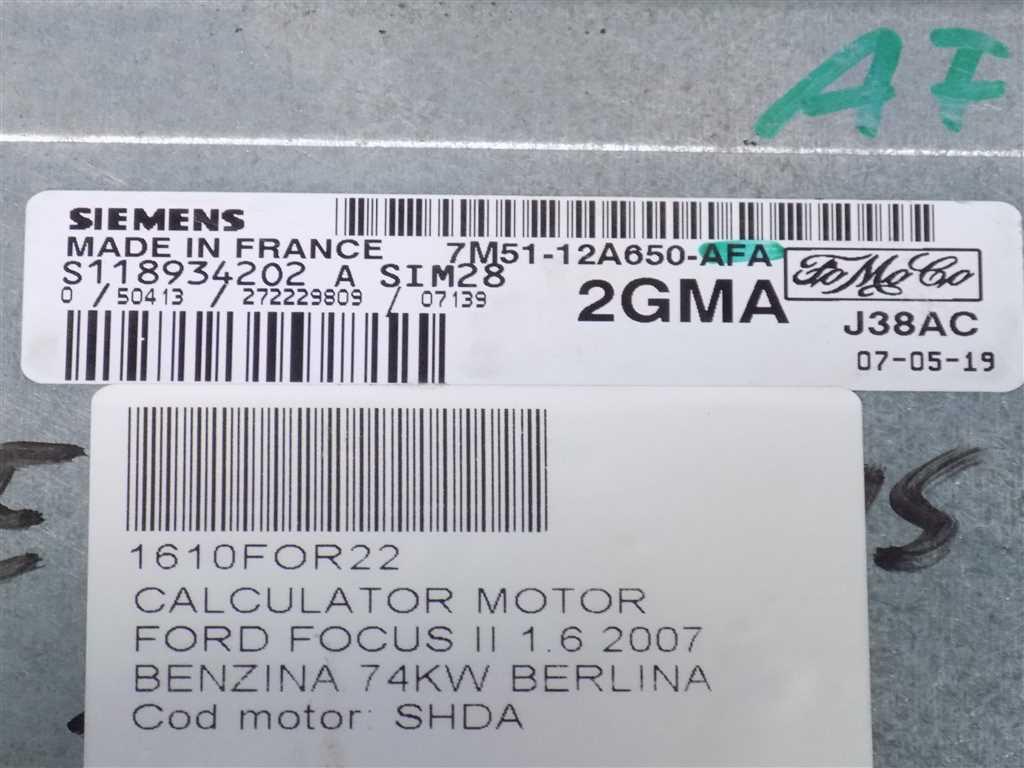 AF
SIEMENS
MADE IN FRANCE 7M51-12A650-AFA
S118934202 A SIM28
FoMoCo
0 / 50413 / 272229809 / 07139
2GMA
J38AC
07-05-19
1610FOR22
CALCULATOR MOTOR
FORD FOCUS II 1.6 2007
BENZINA 74KW BERLINA
Cod motor: SHDA